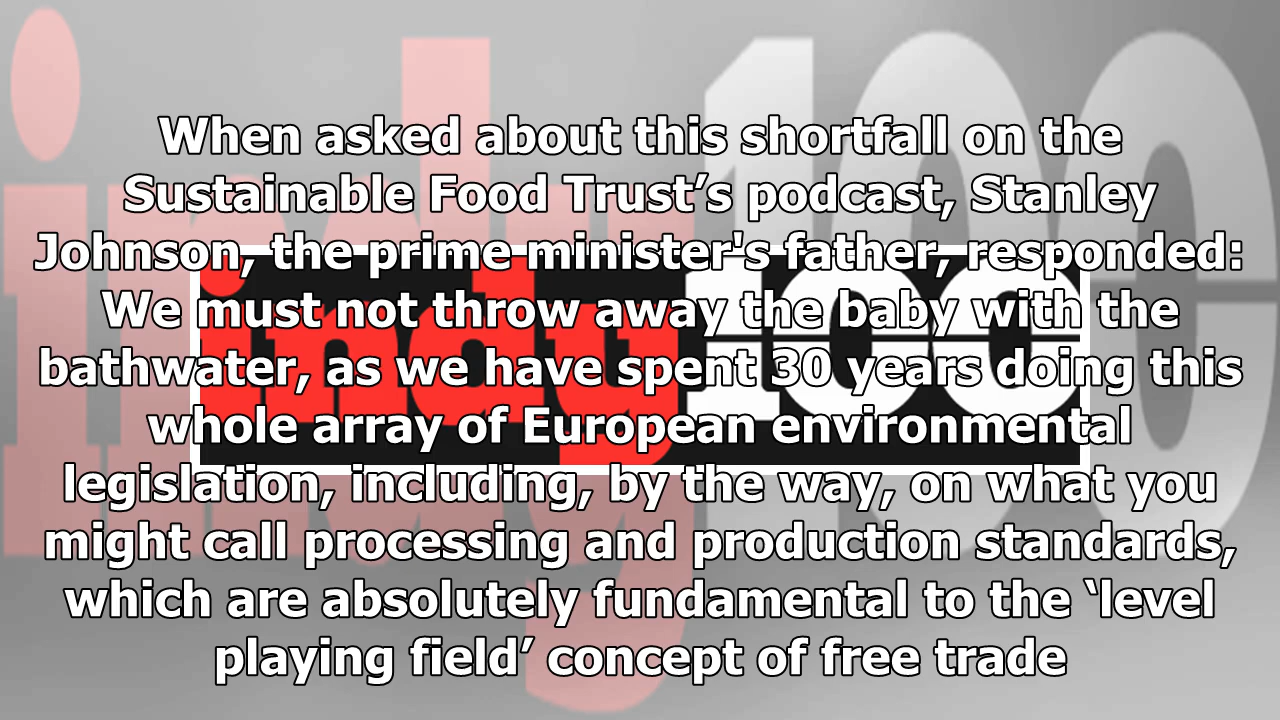 indy100
When asked about this shortfall on the
Sustainable Food Trust’s podcast, Stanley
Johnson, the prime minister's father, responded:
We must not throw away the baby with the
bathwater, as we have spent 30 years doing this
whole array of European environmental
legislation, including, by the way, on what you
might call processing and production standards,
which are absolutely fundamental to the ‘level
playing field’ concept of free trade
indy100